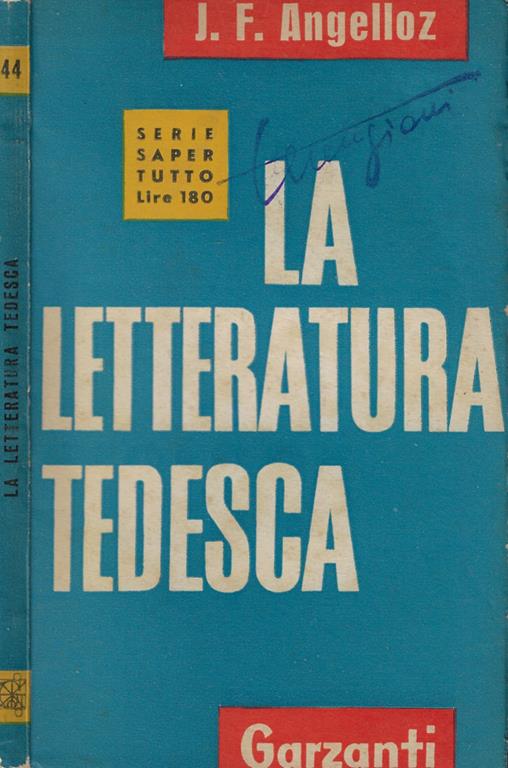 44
LA LETTERATURA TEDESCA
J. F. Angelloz
SERIE
SAPER
TUTTO
Lire 180
LA
LETTERATURA
TEDESCA
Garzanti